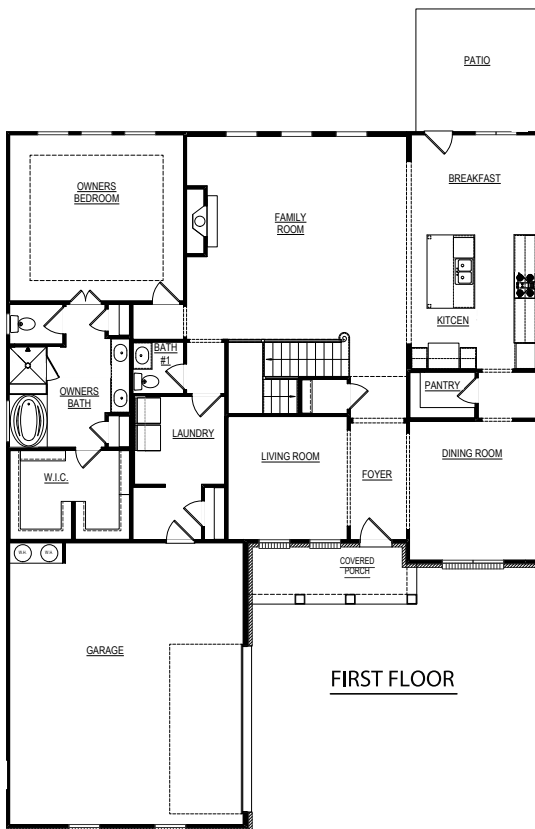 PATIO
OWNERS
BEDROOM
BREAKFAST
FAMILY
ROOM
KITCEN
BATH
#1
PANTRY
OWNERS
BATH
LAUNDRY
LIVING ROOM
FOYER
DINING ROOM
W.I.C.
COVERED
PORCH
GARAGE
FIRST FLOOR